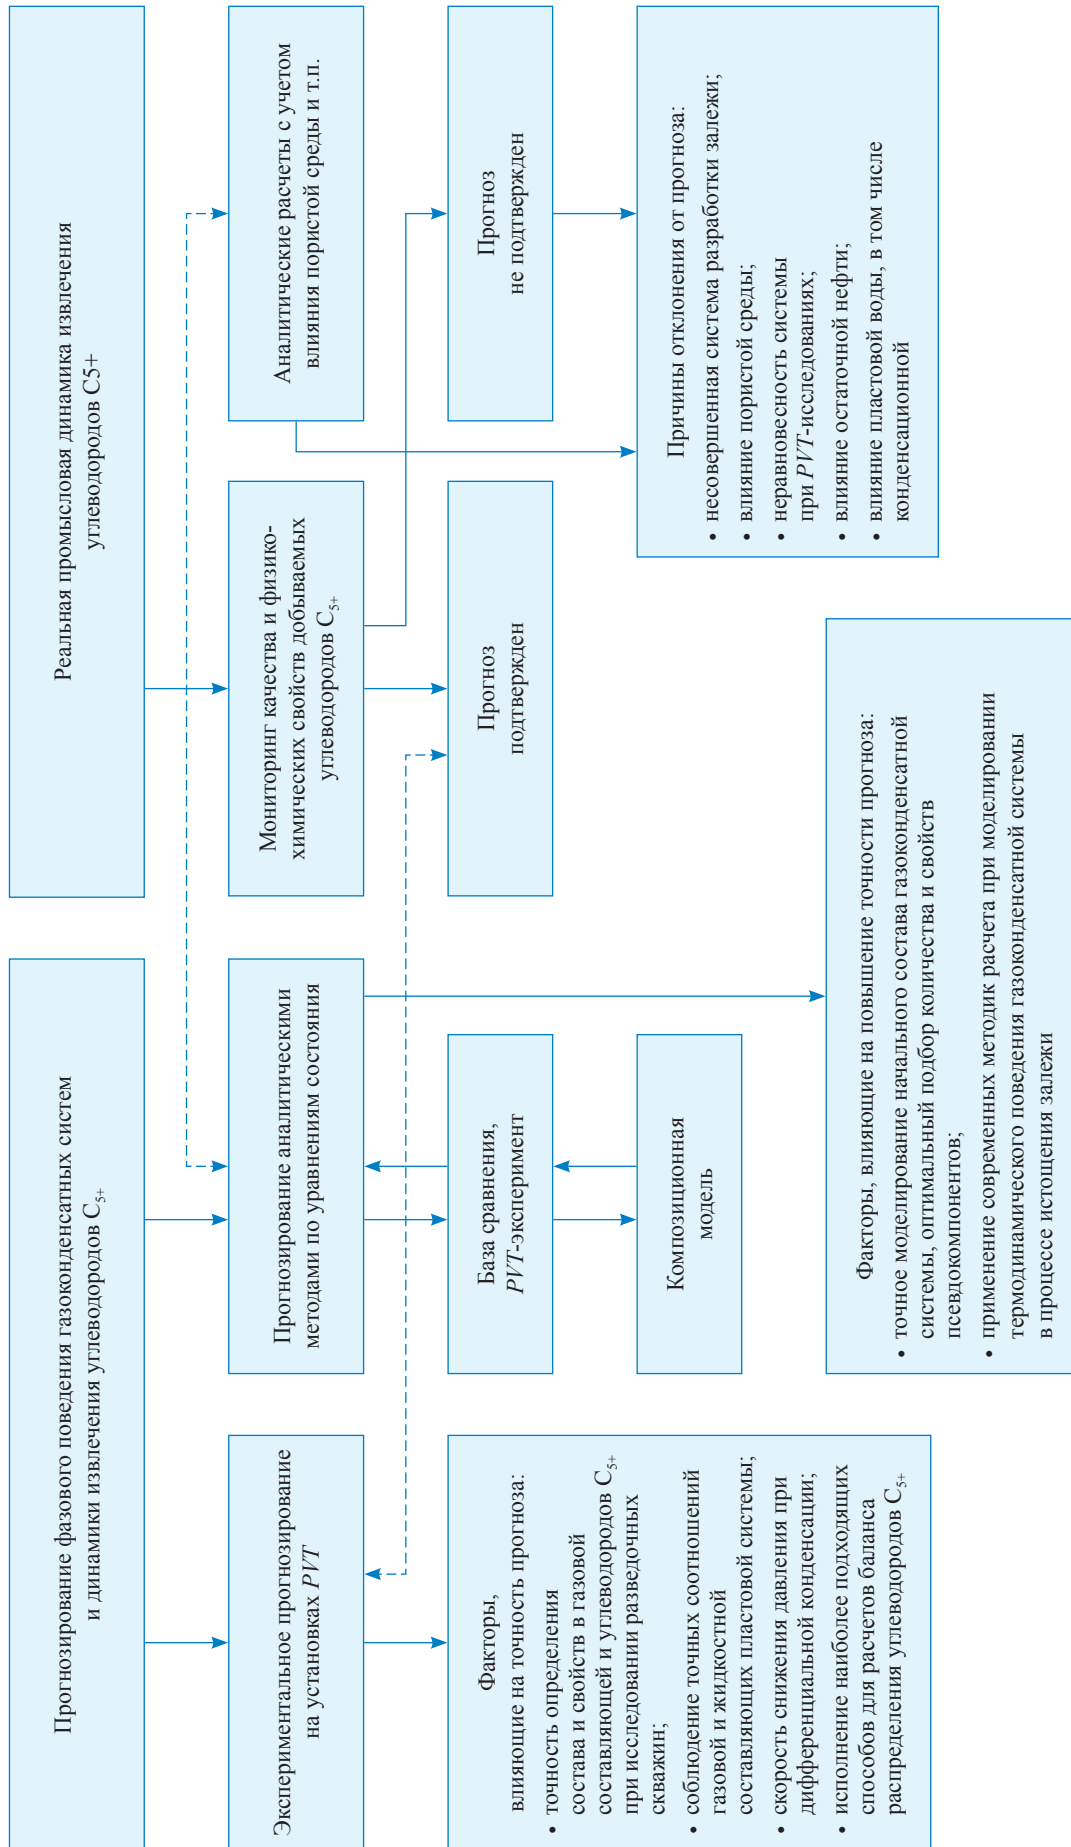 Прогнозирование фазового поведения газоконденсатных систем
и динамики извлечения углеводородов C5+
Реальная промысловая динамика извлечения
углеводородов C5+
Экспериментальное прогнозирование
на установках PVT
Прогнозирование аналитическими
методами по уравнениям состояния
Мониторинг качества и физико-
химических свойств добываемых
углеводородов C5+
Аналитические расчеты с учетом
влияния пористой среды и т.п.
База сравнения,
PVT-эксперимент
Прогноз
подтвержден
Прогноз
не подтвержден
Композиционная
модель
Факторы,
влияющие на точность прогноза:
• точность определения
состава и свойств в газовой
составляющей и углеводородов C5+
при исследовании разведочных
скважин;
• соблюдение точных соотношений
газовой и жидкостной
составляющих пластовой системы;
• скорость снижения давления при
дифференциальной конденсации;
• исполнение наиболее подходящих
способов для расчетов баланса
распределения углеводородов C5+
Факторы, влияющие на повышение точности прогноза:
• точное моделирование начального состава газоконденсатной
системы, оптимальный подбор количества и свойств
псевдокомпонентов;
• применение современных методик расчета при моделировании
термодинамического поведения газоконденсатной системы
в процессе истощения залежи
Причины отклонения от прогноза:
• несовершенная система разработки залежи;
• влияние пористой среды;
• неравновесность системы
при PVT-исследованиях;
• влияние остаточной нефти;
• влияние пластовой воды, в том числе
конденсационной